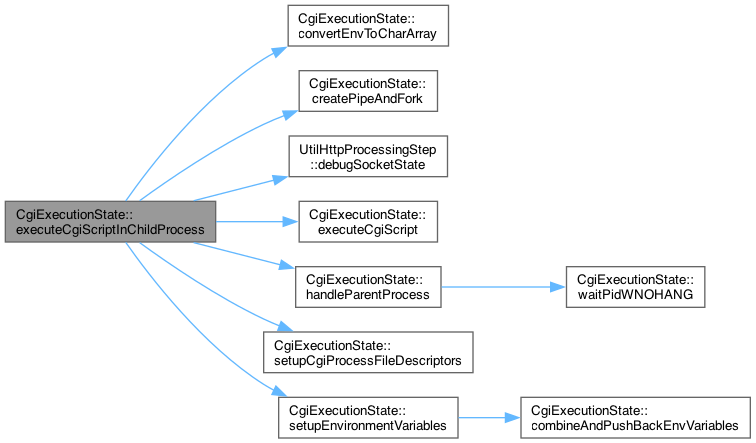 CgiExecutionState::
executeCgiScriptInChildProcess
CgiExecutionState::
convertEnvToCharArray
CgiExecutionState::
createPipeAndFork
UtilHttpProcessingStep
::debugSocketState
CgiExecutionState::
executeCgiScript
CgiExecutionState::
handleParentProcess
CgiExecutionState::
waitPidWNOHANG
CgiExecutionState::
setupCgiProcessFileDescriptors
CgiExecutionState::
setupEnvironmentVariables
CgiExecutionState::
combineAndPushBackEnvVariables